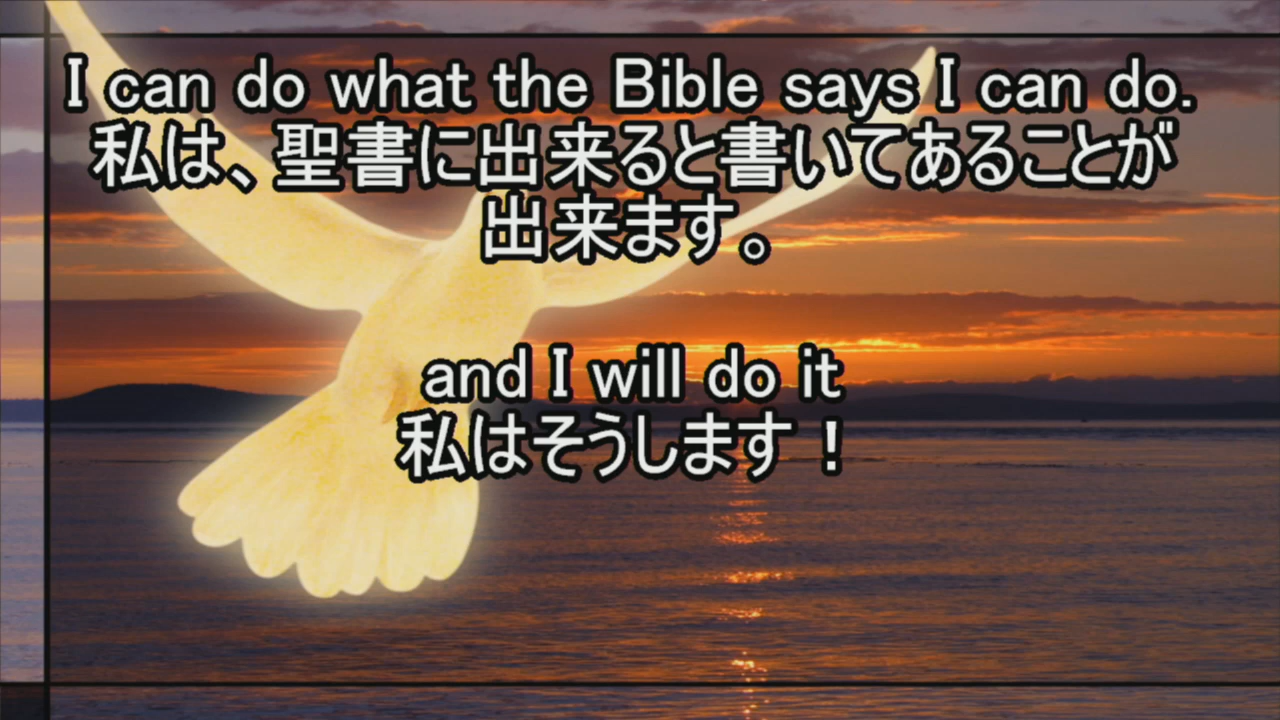 I can do what the Bible says I can do.
私は、聖書に出来ると書いてあることが
出来ます。
and I will do it
私はそうします！